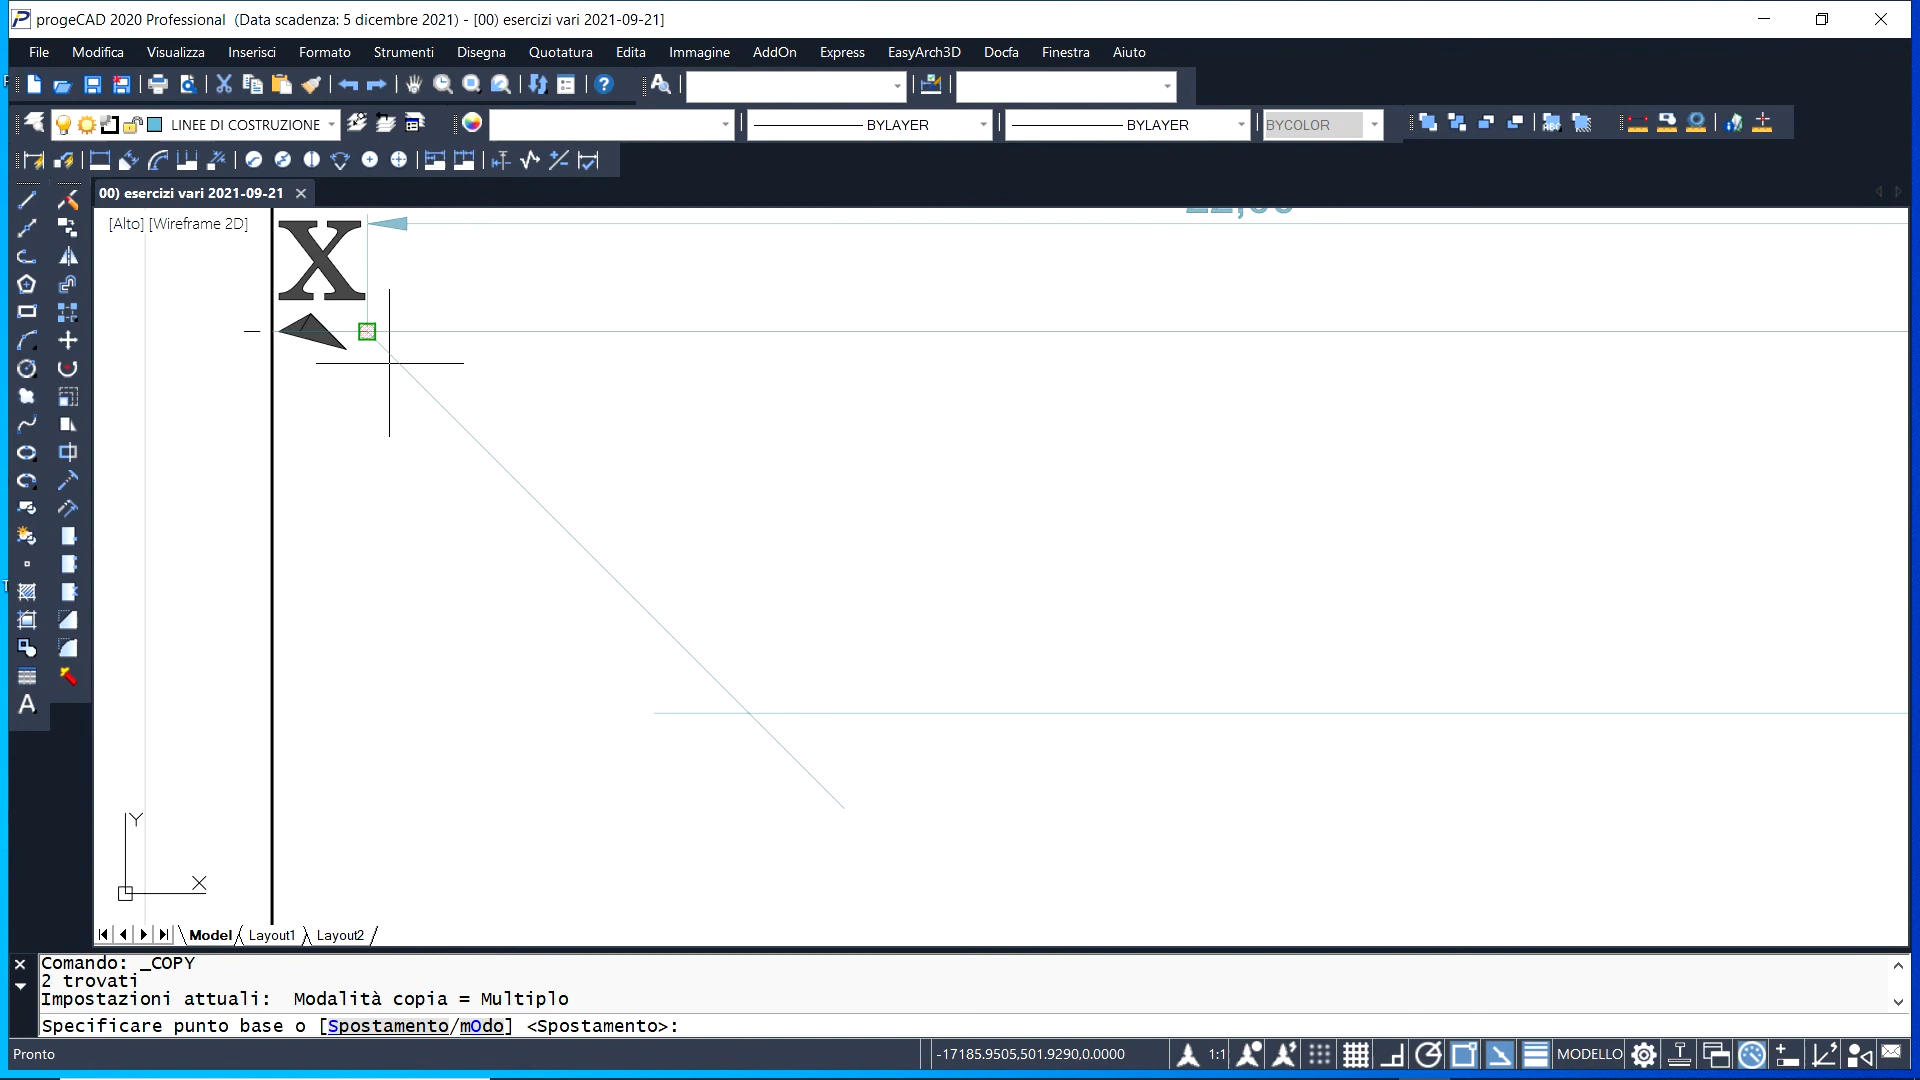 progeCAD 2020 Professional (Data scadenza: 5 dicembre 2021) - [00) esercizi vari 2021-09-21]
File Modifica Visualizza Inserisci Formato Strumenti Disegna Quotatura Edita Immagine AddOn Express EasyArch3D Docfa Finestra Aiuto
LINEE DI COSTRUZIONE BYLAYER BYLAYER BYCOLOR
00) esercizi vari 2021-09-21
[Alto] [Wireframe 2D]
X
Y
X
Model Layout1 Layout2
Comando: _COPY
2 trovati
Impostazioni attuali: Modalità copia = Multiplo
Specificare punto base o [Spostamento/mOdo] <Spostamento>:
Pronto -17185.9505,501.9290,0.0000 1:1 MODELLO